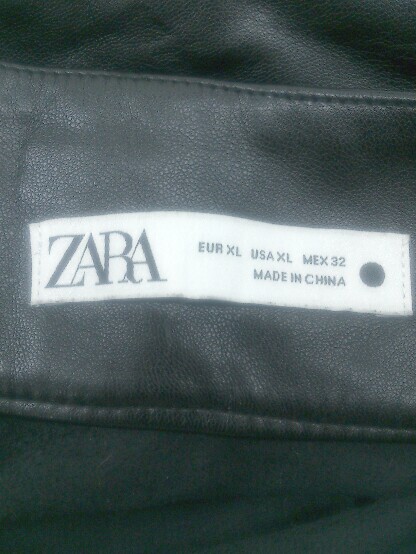 ZARA
EUR XL USA XL MEX 32
MADE IN CHINA